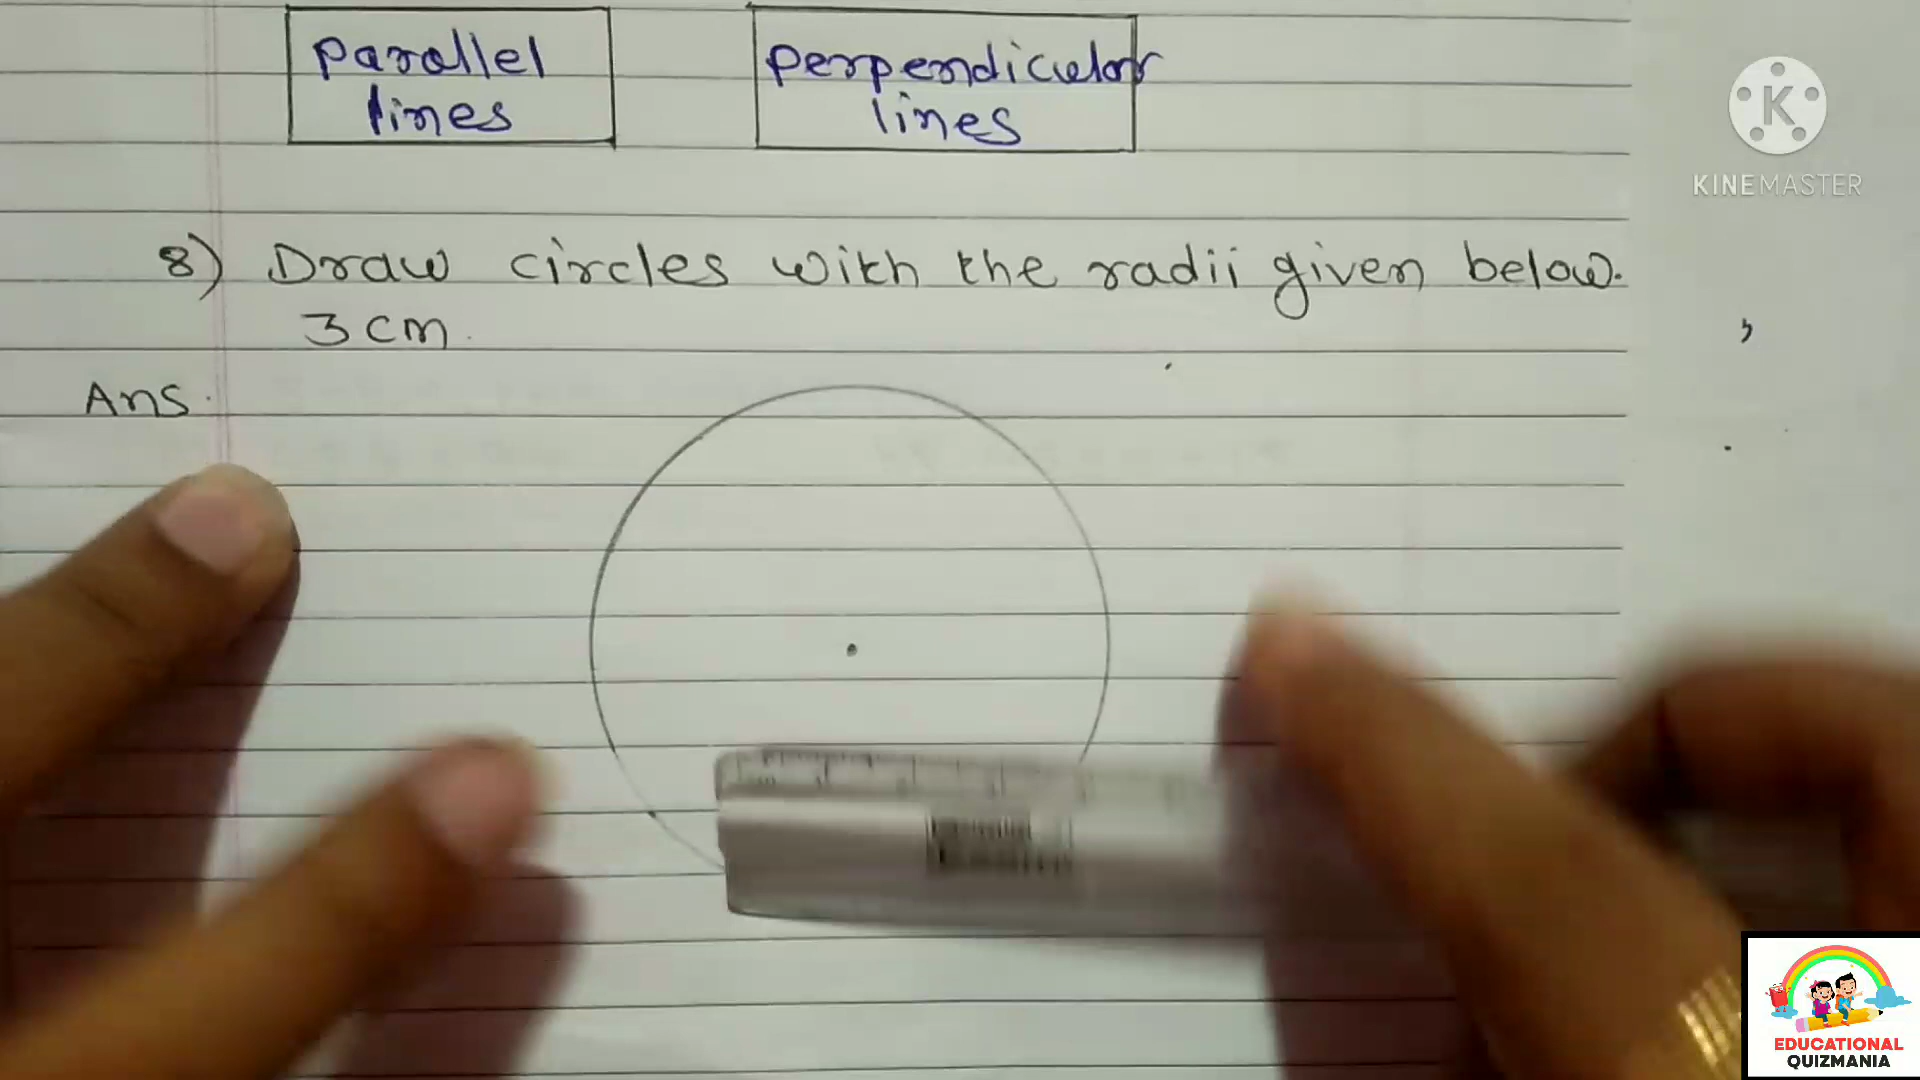 parallel
lines
perpendicular
lines
KINEMASTER
8) Draw circles with the radii given below.
3 cm.
Ans.
EDUCATIONAL
QUIZMANIA